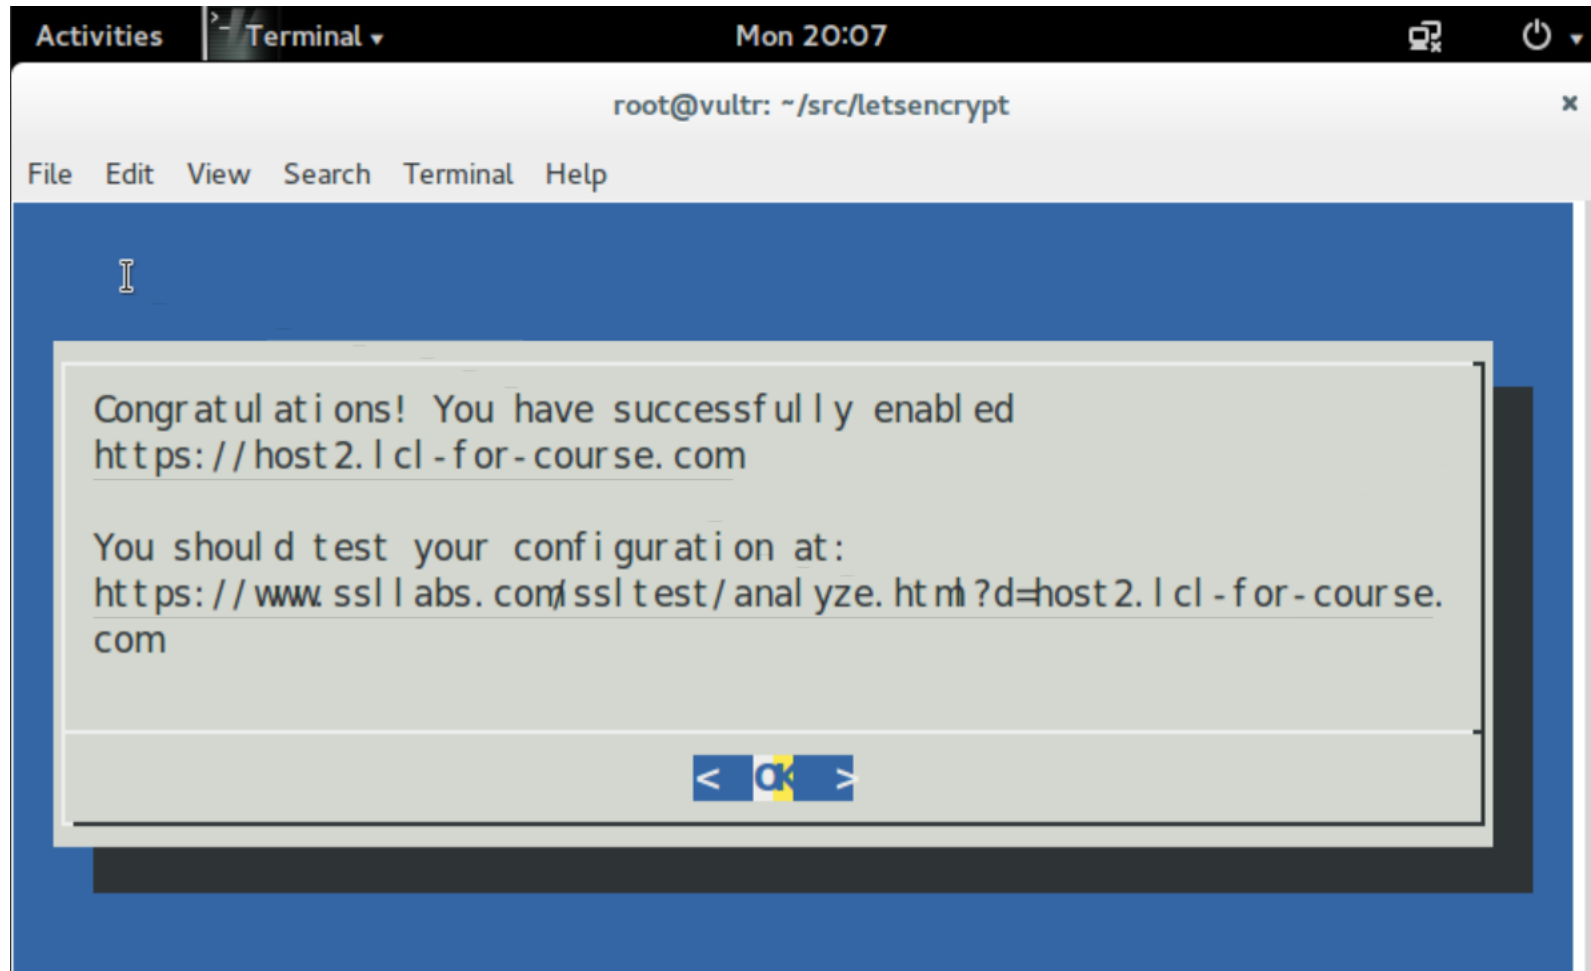 Activities Terminal Mon 20:07
root@vultr: ~/src/letsencrypt
File Edit View Search Terminal Help
Congratulations! You have successfully enabled
https://host2.lcl-for-course.com
You should test your configuration at:
https://www.ssllabs.com/ssltest/analyze.html?d=host2.lcl-for-course.
com
< OK >